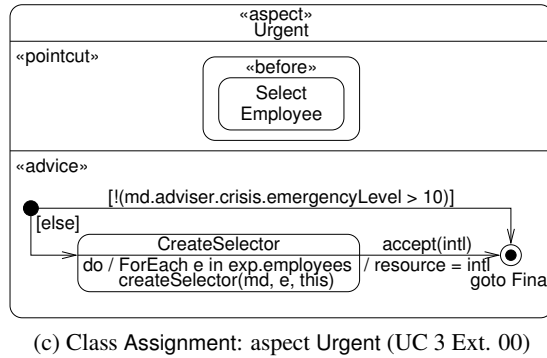 «aspect»
Urgent
«pointcut»
«before»
Select
Employee
«advice»
[!(md.adviser.crisis.emergencyLevel > 10)]
[else]
CreateSelector
do / ForEach e in exp.employees
createSelector(md, e, this)
accept(intl)
/ resource = intl
goto Fina
(c) Class Assignment: aspect Urgent (UC 3 Ext. 00)